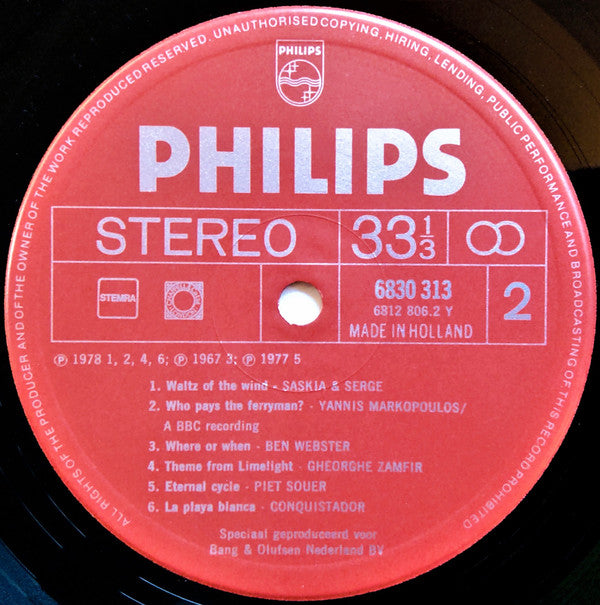 ALL RIGHTS OF THE PRODUCER AND OF THE OWNER OF THE WORK REPRODUCED RESERVED. UNAUTHORISED COPYING, HIRING, LENDING, PUBLIC PERFORMANCE AND BROADCASTING OF THIS RECORD PROHIBITED
PHILIPS
PHILIPS
STEREO 33 1/3
STEMRA
6830 313
6812 806.2 Y
MADE IN HOLLAND
2
℗ 1978 1, 2, 4, 6; ℗ 1967 3; ℗ 1977 5
1. Waltz of the wind - SASKIA & SERGE
2. Who pays the ferryman? - YANNIS MARKOPOULOS/
A BBC recording
3. Where or when - BEN WEBSTER
4. Theme from Limelight - GHEORGHE ZAMFIR
5. Eternal cycle - PIET SOUER
6. La playa blanca - CONQUISTADOR
Speciaal geproduceerd voor
Bang & Olufsen Nederland BV